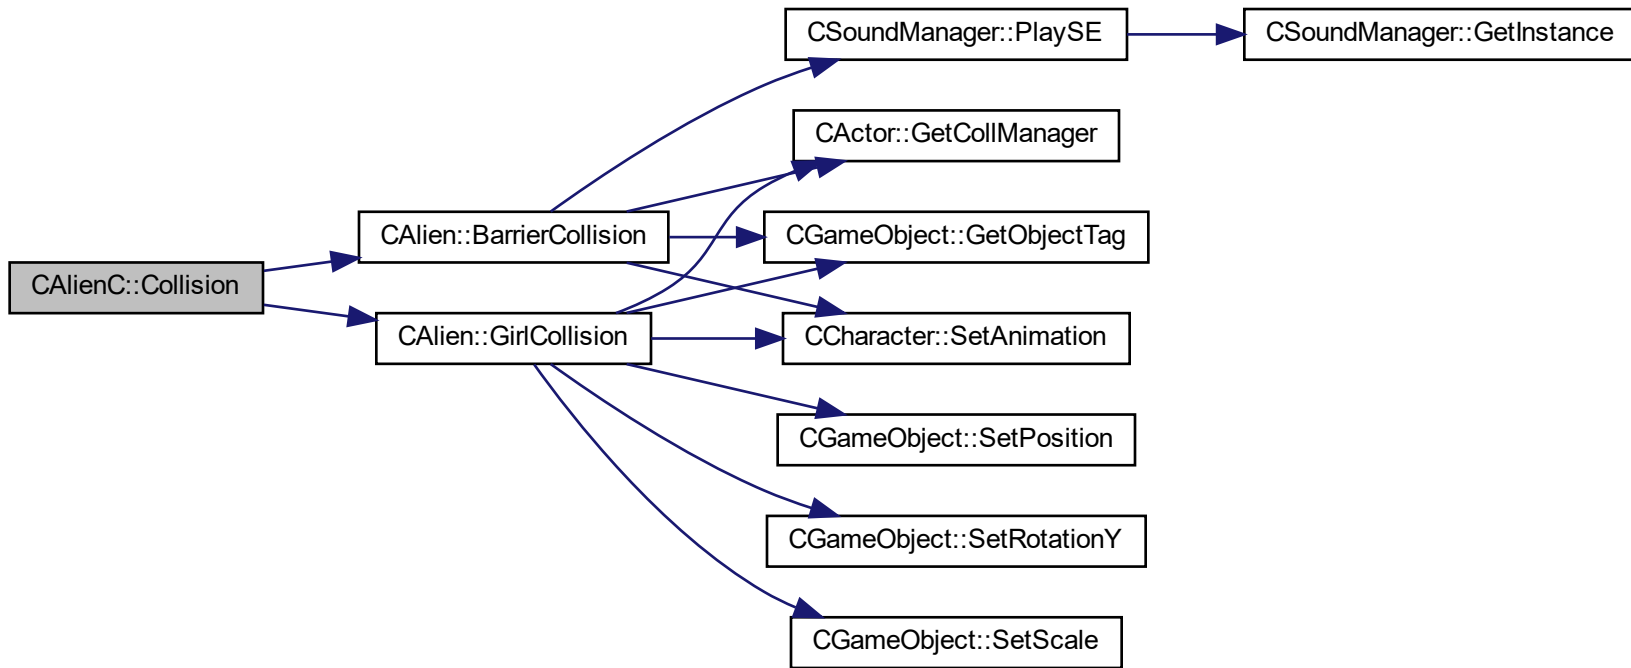 CSoundManager::PlaySE
CSoundManager::GetInstance
CActor::GetCollManager
CAlien::BarrierCollision
CGameObject::GetObjectTag
CAlienC::Collision
CAlien::GirlCollision
CCharacter::SetAnimation
CGameObject::SetPosition
CGameObject::SetRotationY
CGameObject::SetScale